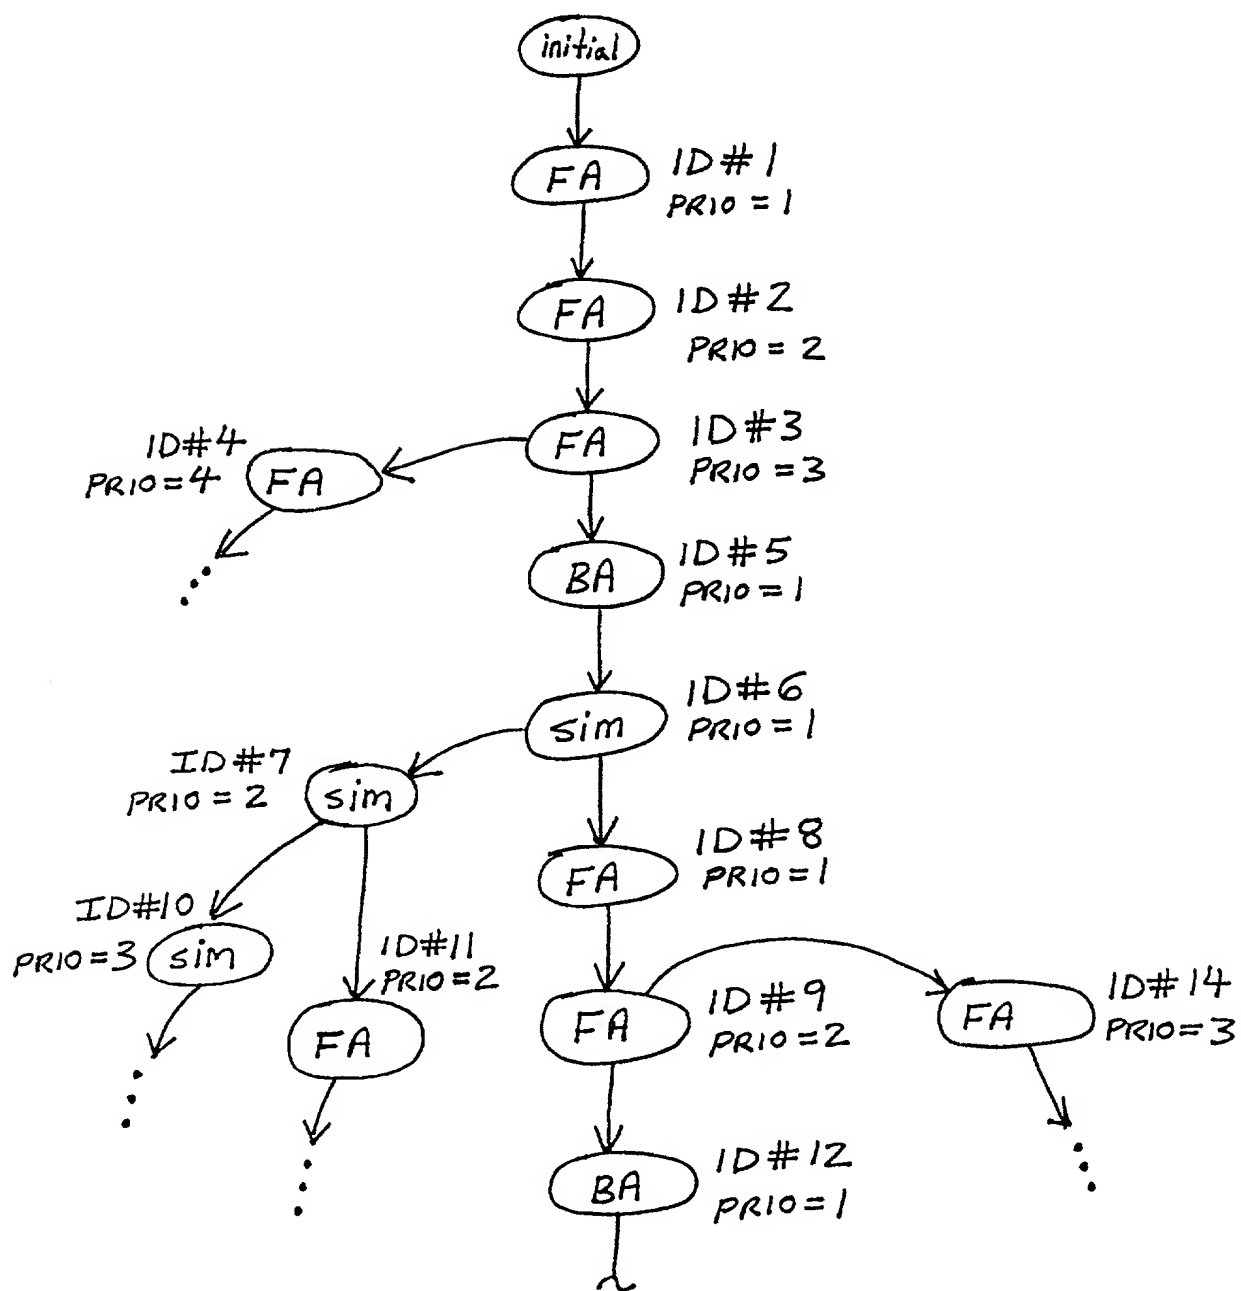 initial
FA
ID#1
PRIO=1
FA
ID#2
PRIO=2
FA
ID#3
PRIO=3
ID#4
PRIO=4
FA
BA
ID#5
PRIO=1
sim
ID#6
PRIO=1
ID#7
PRIO=2
sim
FA
ID#8
PRIO=1
ID#10
PRIO=3
sim
ID#11
PRIO=2
FA
FA
ID#9
PRIO=2
FA
ID#14
PRIO=3
BA
ID#12
PRIO=1